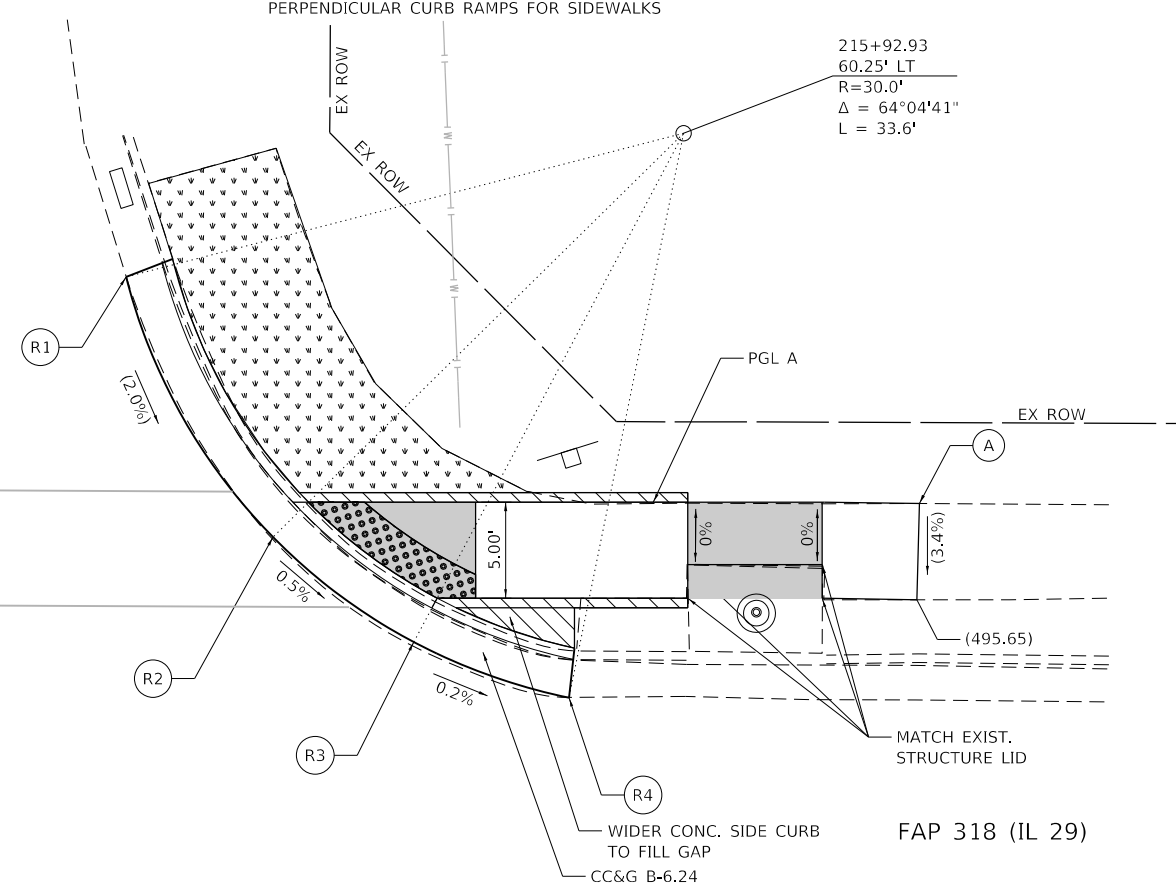 PERPENDICULAR CURB RAMPS FOR SIDEWALKS
215+92.93
60.25' LT
R=30.0'
Δ = 64°04'41"
L = 33.6'
EX ROW
W
EX ROW
W
W
R1
PGL A
(2.0%)
EX ROW
A
5.00'
0%
0%
(3.4%)
0.5%
(495.65)
R2
0.2%
R3
MATCH EXIST.
STRUCTURE LID
R4
WIDER CONC. SIDE CURB
TO FILL GAP
FAP 318 (IL 29)
CC&G B-6.24